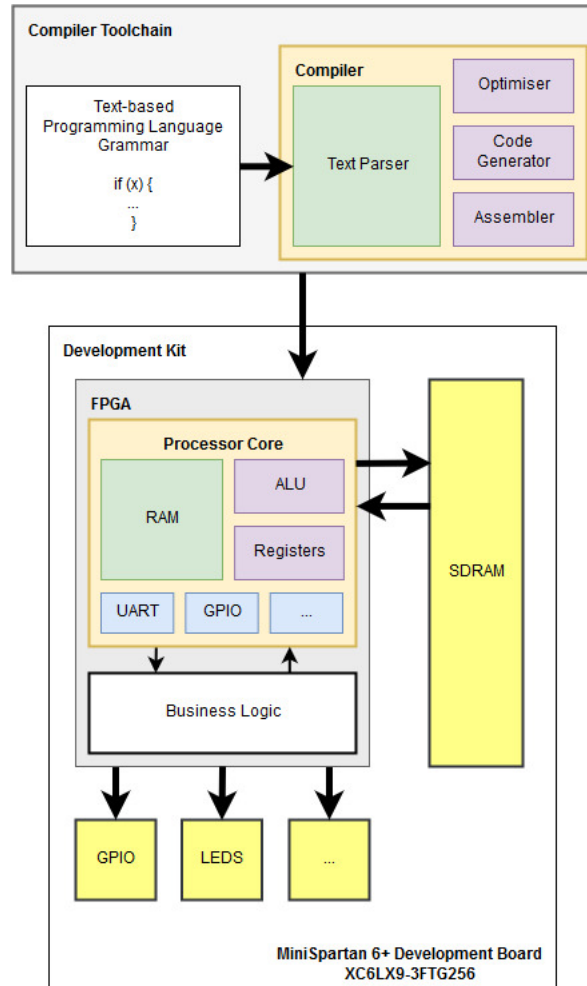 Compiler Toolchain
Text-based
Programming Language
Grammar
if (x) {
...
}
Compiler
Text Parser
Optimiser
Code
Generator
Assembler
Development Kit
FPGA
Processor Core
RAM
ALU
Registers
UART
GPIO
...
Business Logic
SDRAM
GPIO
LEDS
...
MiniSpartan 6+ Development Board
XC6LX9-3FTG256